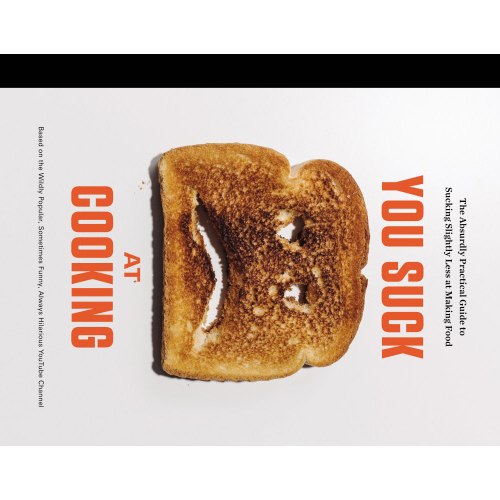 The Absurdly Practical Guide to
Sucking Slightly Less at Making Food
YOU SUCK
AT
COOKING
Based on the Wildly Popular, Sometimes Funny, Always Hilarious YouTube Channel